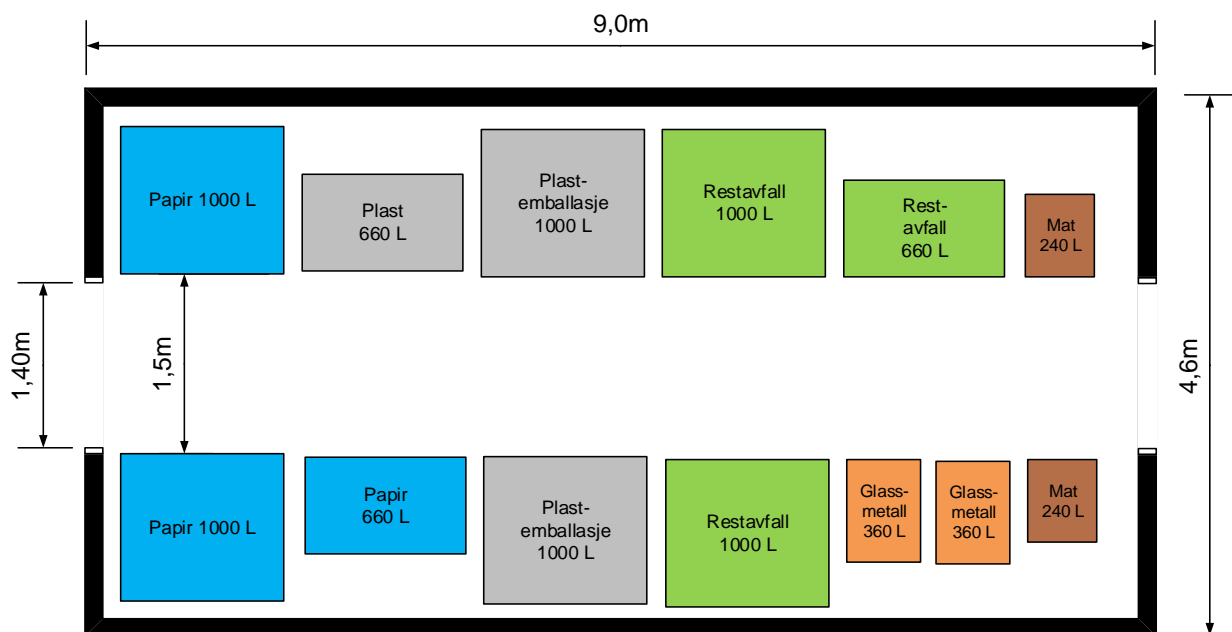 9,0m
Papir 1000 L
Plast
660 L
Plast-
emballasje
1000 L
Restavfall
1000 L
Rest-
avfall
660 L
Mat
240 L
1,40m
1,5m
4,6m
Papir 1000 L
Papir
660 L
Plast-
emballasje
1000 L
Restavfall
1000 L
Glass-
metall
360 L
Glass-
metall
360 L
Mat
240 L